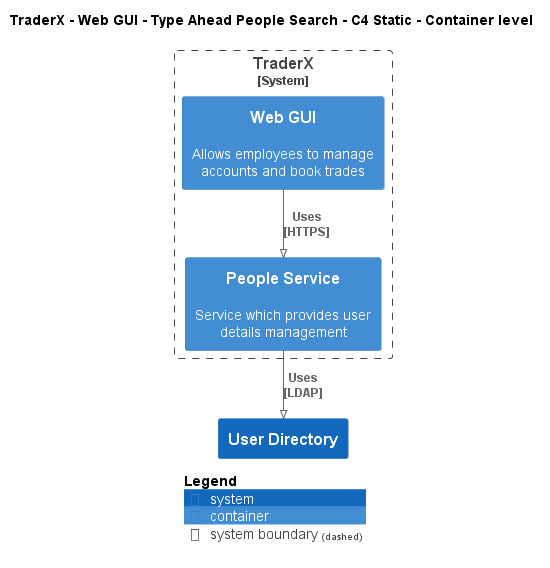 TraderX - Web GUI - Type Ahead People Search - C4 Static - Container level
TraderX
[System]
Web GUI
Allows employees to manage
accounts and book trades
Uses
[HTTPS]
People Service
Service which provides user
details management
Uses
[LDAP]
User Directory
Legend
system
container
system boundary (dashed)